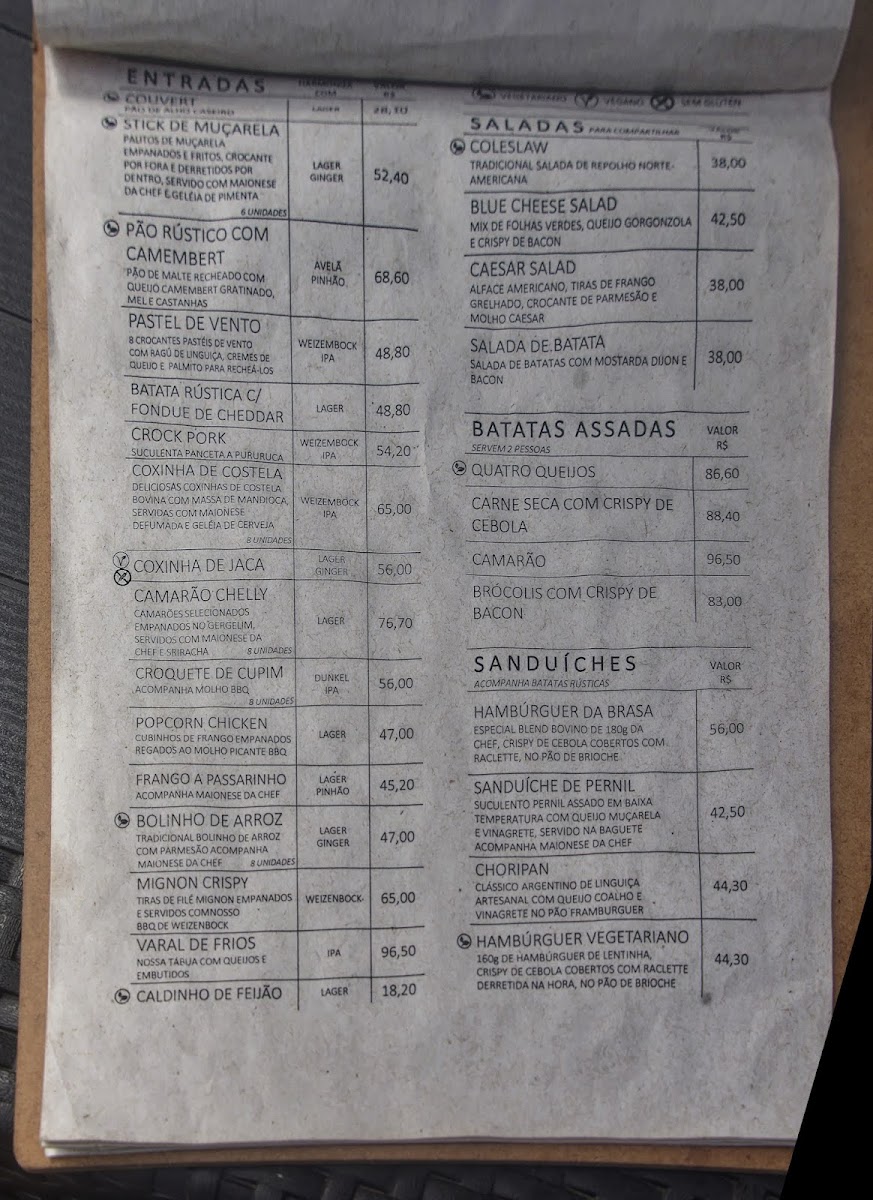 ENTRADAS
HARMONIZA
COM
VALOR
R$
COUVERT
PÃO DE ALHO CASEIRO
LAGER
STICK DE MUÇARELA
PALITOS DE MUÇARELA
EMPANADOS E FRITOS, CROCANTE
POR FORA E DERRETIDOS POR
DENTRO, SERVIDO COM MAIONESE
DA CHEF E GELÉIA DE PIMENTA
6 UNIDADES
LAGER
GINGER
52,40
PÃO RÚSTICO COM
CAMEMBERT
PÃO DE MALTE RECHEADO COM
QUEIJO CAMEMBERT GRATINADO,
MEL E CASTANHAS
AVELÃ
PINHÃO
68,60
PASTEL DE VENTO
8 CROCANTES PASTÉIS DE VENTO
COM RAGÚ DE LINGUIÇA, CREMES DE
QUEIJO E PALMITO PARA RECHEÁ-LOS
WEIZEMBOCK
IPA
48,80
BATATA RÚSTICA C/
FONDUE DE CHEDDAR
LAGER
48,80
CROCK PORK
SUCULENTA PANCETA A PURURUCA
WEIZEMBOCK
IPA
54,20
COXINHA DE COSTELA
DELICIOSAS COXINHAS DE COSTELA
BOVINA COM MASSA DE MANDIOCA,
SERVIDAS COM MAIONESE
DEFUMADA E GELÉIA DE CERVEJA
8 UNIDADES
WEIZEMBOCK
IPA
65,00
COXINHA DE JACA
LAGER
GINGER
56,00
CAMARÃO CHELLY
CAMARÕES SELECIONADOS
EMPANADOS NO GERGELIM,
SERVIDOS COM MAIONESE DA
CHEF E SRIRACHA 8 UNIDADES
LAGER
76,70
CROQUETE DE CUPIM
ACOMPANHA MOLHO BBQ
8 UNIDADES
DUNKEL
IPA
56,00
POPCORN CHICKEN
CUBINHOS DE FRANGO EMPANADOS
REGADOS AO MOLHO PICANTE BBQ
LAGER
47,00
FRANGO A PASSARINHO
ACOMPANHA MAIONESE DA CHEF
LAGER
PINHÃO
45,20
BOLINHO DE ARROZ
TRADICIONAL BOLINHO DE ARROZ
COM PARMESÃO ACOMPANHA
MAIONESE DA CHEF 8 UNIDADES
LAGER
GINGER
47,00
MIGNON CRISPY
TIRAS DE FILÉ MIGNON EMPANADOS
E SERVIDOS COMNOSSO
BBQ DE WEIZENBOCK
WEIZENBOCK
65,00
VARAL DE FRIOS
NOSSA TÁBUA COM QUEIJOS E
EMBUTIDOS
IPA
96,50
CALDINHO DE FEIJÃO
LAGER
18,20
VEGETARIANO VEGANO SEM GLÚTEN
SALADAS PARA COMPARTILHAR
VALOR
R$
COLESLAW
TRADICIONAL SALADA DE REPOLHO NORTE-
AMERICANA
38,00
BLUE CHEESE SALAD
MIX DE FOLHAS VERDES, QUEIJO GORGONZOLA
E CRISPY DE BACON
42,50
CAESAR SALAD
ALFACE AMERICANO, TIRAS DE FRANGO
GRELHADO, CROCANTE DE PARMESÃO E
MOLHO CAESAR
38,00
SALADA DE BATATA
SALADA DE BATATAS COM MOSTARDA DIJON E
BACON
38,00
BATATAS ASSADAS
SERVEM 2 PESSOAS
VALOR
R$
QUATRO QUEIJOS
86,60
CARNE SECA COM CRISPY DE
CEBOLA
88,40
CAMARÃO
96,50
BRÓCOLIS COM CRISPY DE
BACON
83,00
SANDUÍCHES
ACOMPANHA BATATAS RÚSTICAS
VALOR
R$
HAMBÚRGUER DA BRASA
ESPECIAL BLEND BOVINO DE 180g DA
CHEF, CRISPY DE CEBOLA COBERTOS COM
RACLETTE, NO PÃO DE BRIOCHE
56,00
SANDUÍCHE DE PERNIL
SUCULENTO PERNIL ASSADO EM BAIXA
TEMPERATURA COM QUEIJO MUÇARELA
E VINAGRETE, SERVIDO NA BAGUETE
ACOMPANHA MAIONESE DA CHEF
42,50
CHORIPAN
CLÁSSICO ARGENTINO DE LINGUIÇA
ARTESANAL COM QUEIJO COALHO E
VINAGRETE NO PÃO FRAMBURGUER
44,30
HAMBÚRGUER VEGETARIANO
160g DE HAMBÚRGUER DE LENTINHA,
CRISPY DE CEBOLA COBERTOS COM RACLETTE
DERRETIDA NA HORA, NO PÃO DE BRIOCHE
44,30